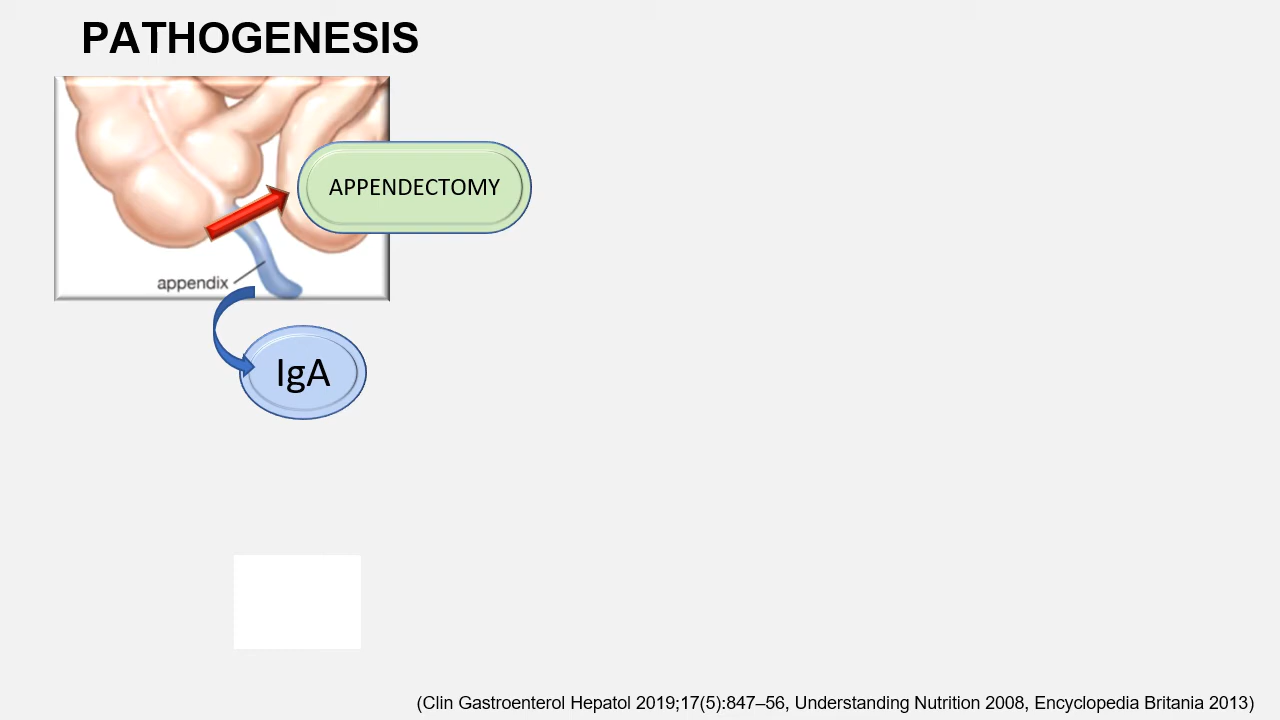 PATHOGENESIS
APPENDECTOMY
appendix
IgA
(Clin Gastroenterol Hepatol 2019;17(5):847–56, Understanding Nutrition 2008, Encyclopedia Britania 2013)